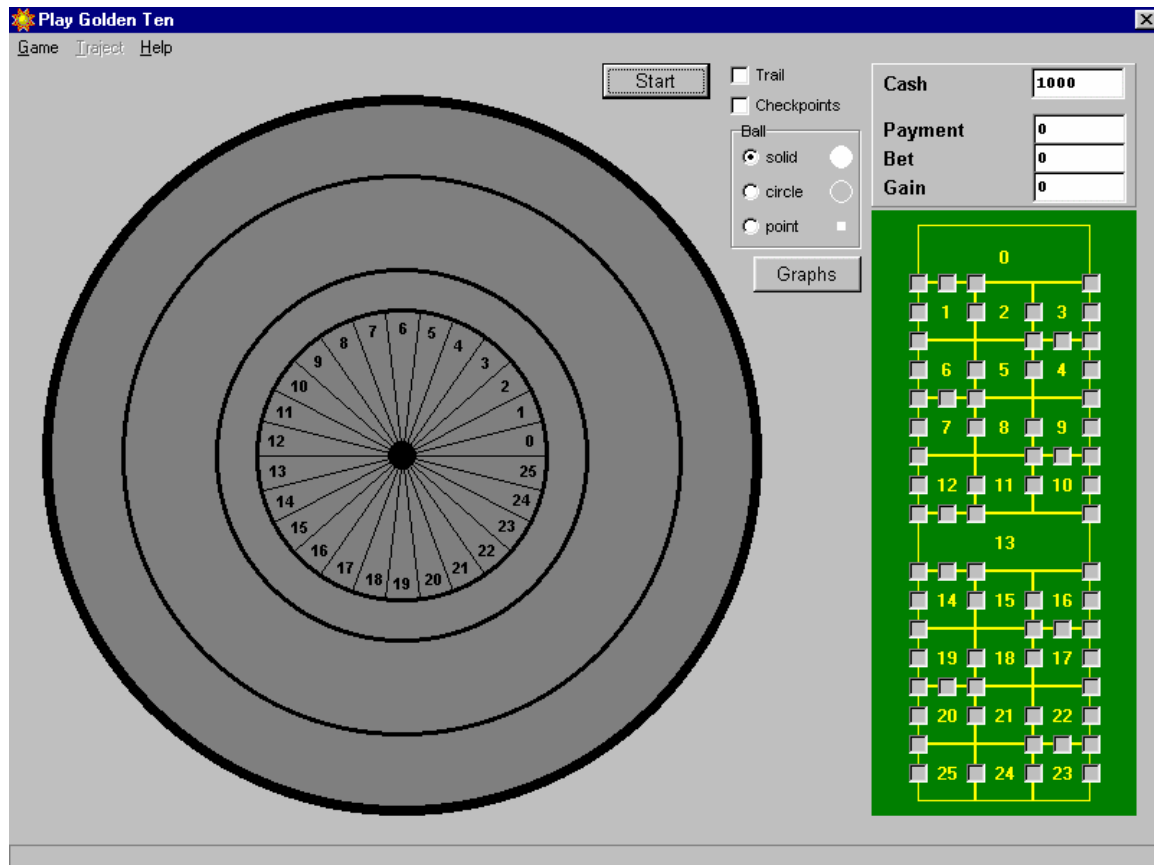 Play Golden Ten
Game Traject Help
Start
Trail
Checkpoints
Ball
solid
circle
point
Graphs
Cash 1000
Payment 0
Bet 0
Gain 0
6
7 5
8 4
9 3
10 2
11 1
12 0
13 25
14 24
15 23
16 22
17 21
18 20
19
0
1 2 3
6 5 4
7 8 9
12 11 10
13
14 15 16
19 18 17
20 21 22
25 24 23